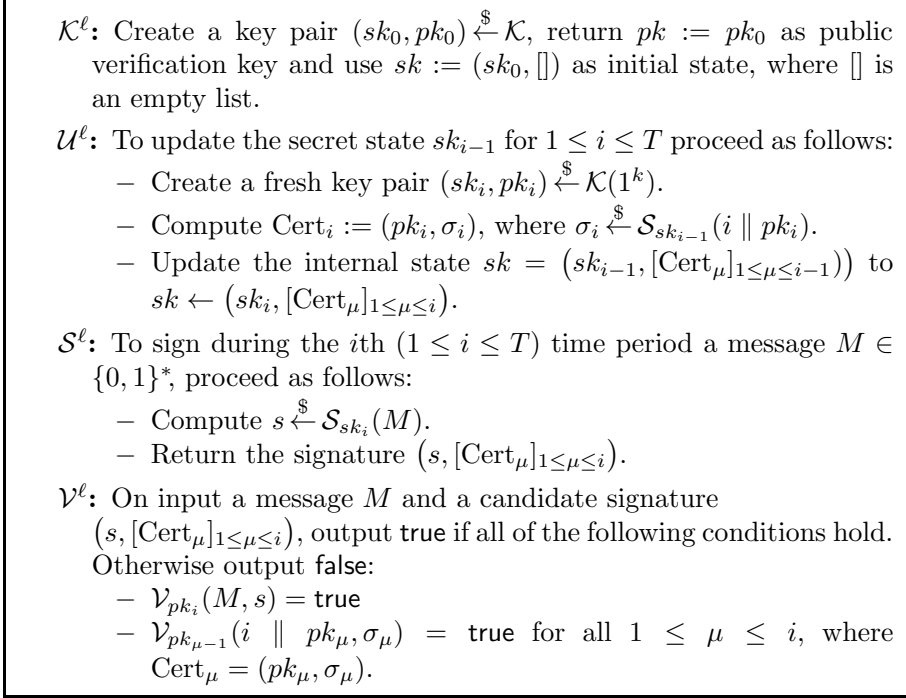 𝒦^ℓ: Create a key pair (sk_0, pk_0) ←^$ 𝒦, return pk := pk_0 as public
verification key and use sk := (sk_0, []) as initial state, where [] is
an empty list.
𝒰^ℓ: To update the secret state sk_{i−1} for 1 ≤ i ≤ T proceed as follows:
– Create a fresh key pair (sk_i, pk_i) ←^$ 𝒦(1^k).
– Compute Cert_i := (pk_i, σ_i), where σ_i ←^$ 𝒮_{sk_{i−1}}(i ∥ pk_i).
– Update the internal state sk = (sk_{i−1}, [Cert_μ]_{1≤μ≤i−1})) to
sk ← (sk_i, [Cert_μ]_{1≤μ≤i}).
𝒮^ℓ: To sign during the ith (1 ≤ i ≤ T) time period a message M ∈
{0, 1}*, proceed as follows:
– Compute s ←^$ 𝒮_{sk_i}(M).
– Return the signature (s, [Cert_μ]_{1≤μ≤i}).
𝒱^ℓ: On input a message M and a candidate signature
(s, [Cert_μ]_{1≤μ≤i}), output true if all of the following conditions hold.
Otherwise output false:
– 𝒱_{pk_i}(M, s) = true
– 𝒱_{pk_{μ−1}}(i ∥ pk_μ, σ_μ) = true for all 1 ≤ μ ≤ i, where
Cert_μ = (pk_μ, σ_μ).